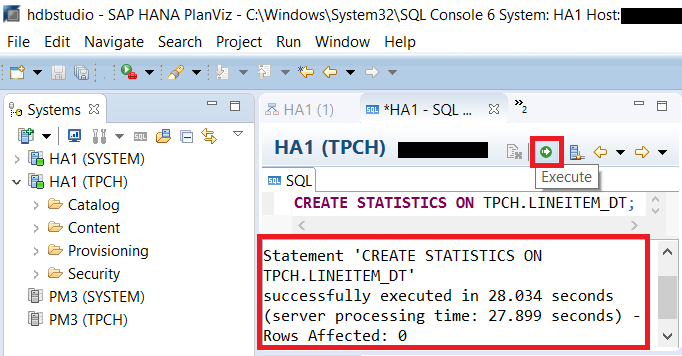 hdbstudio - SAP HANA PlanViz - C:\Windows\System32\SQL Console 6 System: HA1 Host:
File Edit Navigate Search Project Run Window Help
Systems
HA1 (1)
*HA1 - SQL ...
»2
HA1 (SYSTEM)
HA1 (TPCH)
Catalog
Content
Provisioning
Security
PM3 (SYSTEM)
PM3 (TPCH)
HA1 (TPCH)
Execute
SQL
CREATE STATISTICS ON TPCH.LINEITEM_DT;
Statement 'CREATE STATISTICS ON
TPCH.LINEITEM_DT'
successfully executed in 28.034 seconds
(server processing time: 27.899 seconds) -
Rows Affected: 0